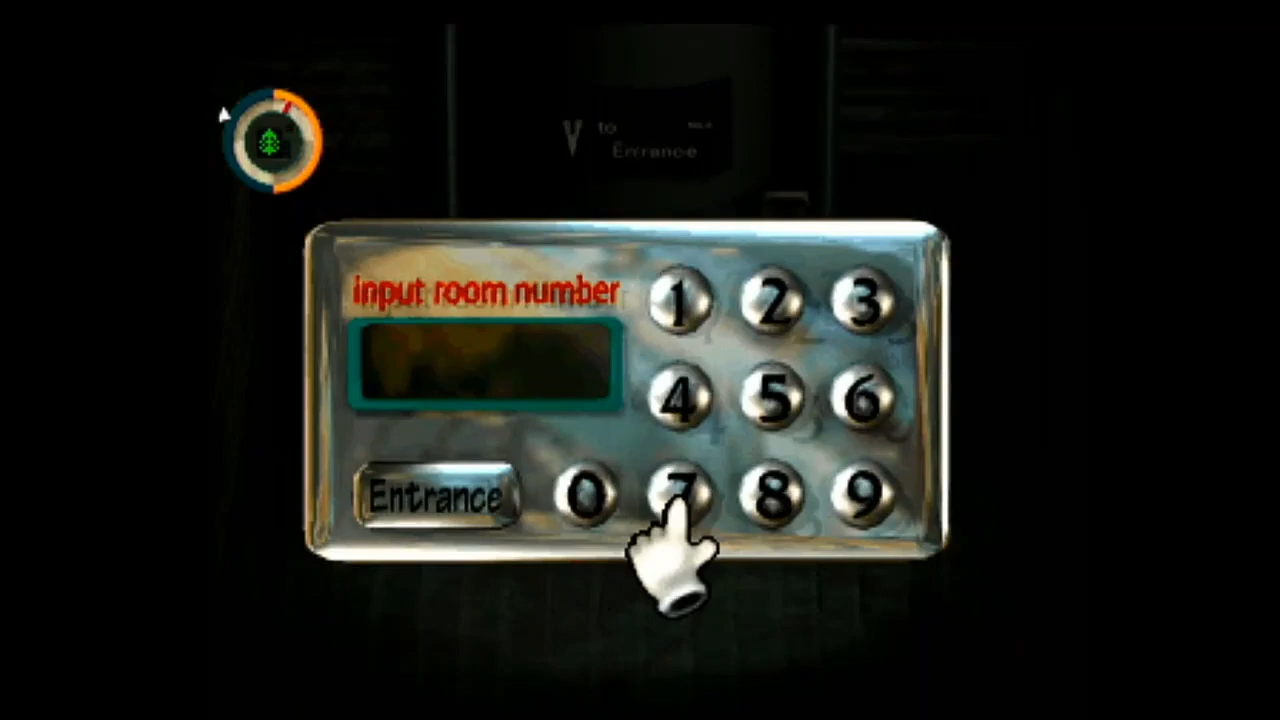 V to
Entrance
input room number
1 2 3
4 5 6
Entrance 0 7 8 9